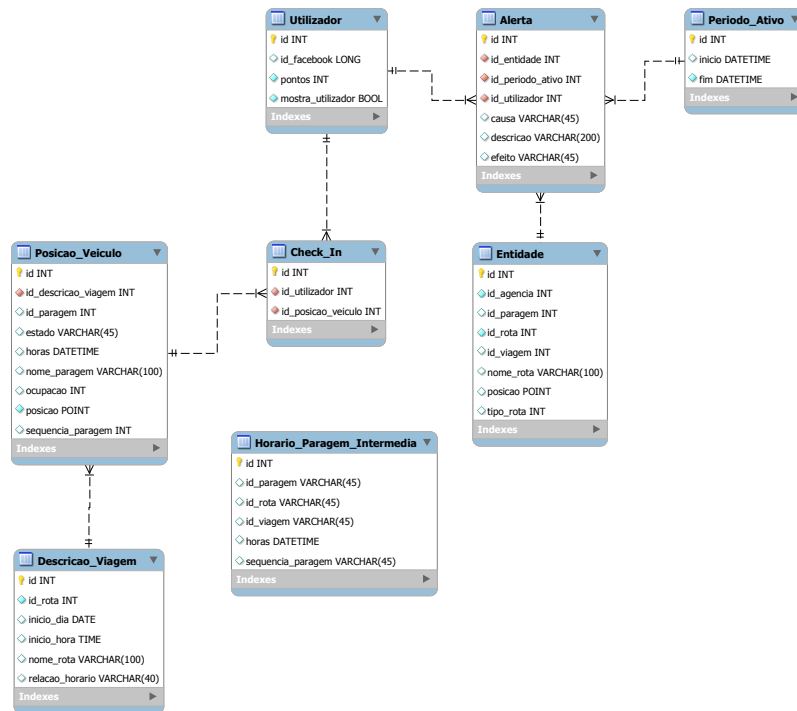 Utilizador
id INT
id_facebook LONG
pontos INT
mostra_utilizador BOOL
Indexes
Alerta
id INT
id_entidade INT
id_periodo_ativo INT
id_utilizador INT
causa VARCHAR(45)
descricao VARCHAR(200)
efeito VARCHAR(45)
Indexes
Periodo_Ativo
id INT
inicio DATETIME
fim DATETIME
Indexes
Posicao_Veiculo
id INT
id_descricao_viagem INT
id_paragem INT
estado VARCHAR(45)
horas DATETIME
nome_paragem VARCHAR(100)
ocupacao INT
posicao POINT
sequencia_paragem INT
Indexes
Check_In
id INT
id_utilizador INT
id_posicao_veiculo INT
Indexes
Entidade
id INT
id_agencia INT
id_paragem INT
id_rota INT
id_viagem INT
nome_rota VARCHAR(100)
posicao POINT
tipo_rota INT
Indexes
Horario_Paragem_Intermedia
id INT
id_paragem VARCHAR(45)
id_rota VARCHAR(45)
id_viagem VARCHAR(45)
horas DATETIME
sequencia_paragem VARCHAR(45)
Indexes
Descricao_Viagem
id INT
id_rota INT
inicio_dia DATE
inicio_hora TIME
nome_rota VARCHAR(100)
relacao_horario VARCHAR(40)
Indexes